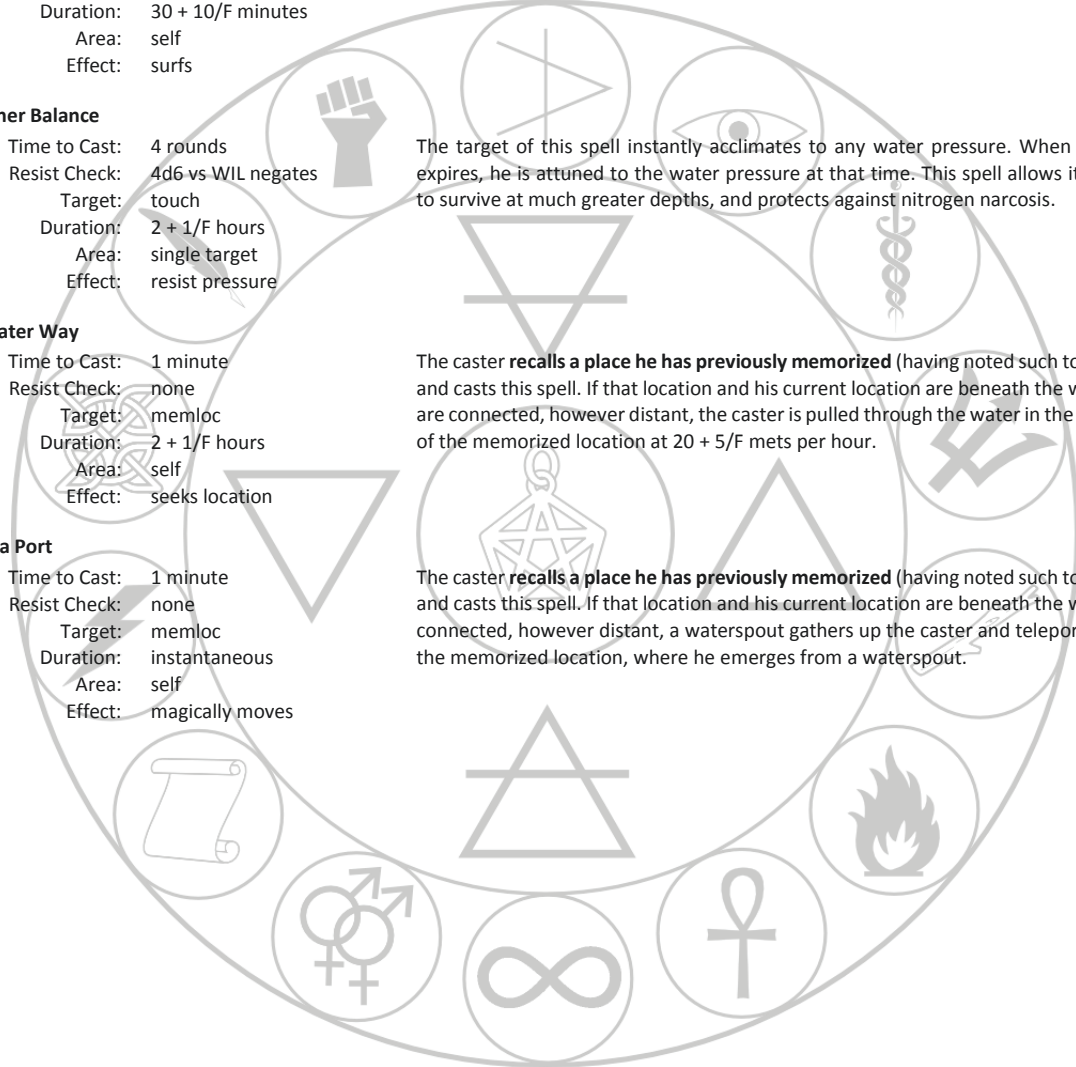 Duration: 30 + 10/F minutes
Area: self
Effect: surfs
ner Balance
Time to Cast: 4 rounds
Resist Check: 4d6 vs WIL negates
Target: touch
Duration: 2 + 1/F hours
Area: single target
Effect: resist pressure
The target of this spell instantly acclimates to any water pressure. When
expires, he is attuned to the water pressure at that time. This spell allows it
to survive at much greater depths, and protects against nitrogen narcosis.
ater Way
Time to Cast: 1 minute
Resist Check: none
Target: memloc
Duration: 2 + 1/F hours
Area: self
Effect: seeks location
The caster recalls a place he has previously memorized (having noted such to
and casts this spell. If that location and his current location are beneath the w
are connected, however distant, the caster is pulled through the water in the
of the memorized location at 20 + 5/F mets per hour.
a Port
Time to Cast: 1 minute
Resist Check: none
Target: memloc
Duration: instantaneous
Area: self
Effect: magically moves
The caster recalls a place he has previously memorized (having noted such to
and casts this spell. If that location and his current location are beneath the w
connected, however distant, a waterspout gathers up the caster and telepor
the memorized location, where he emerges from a waterspout.